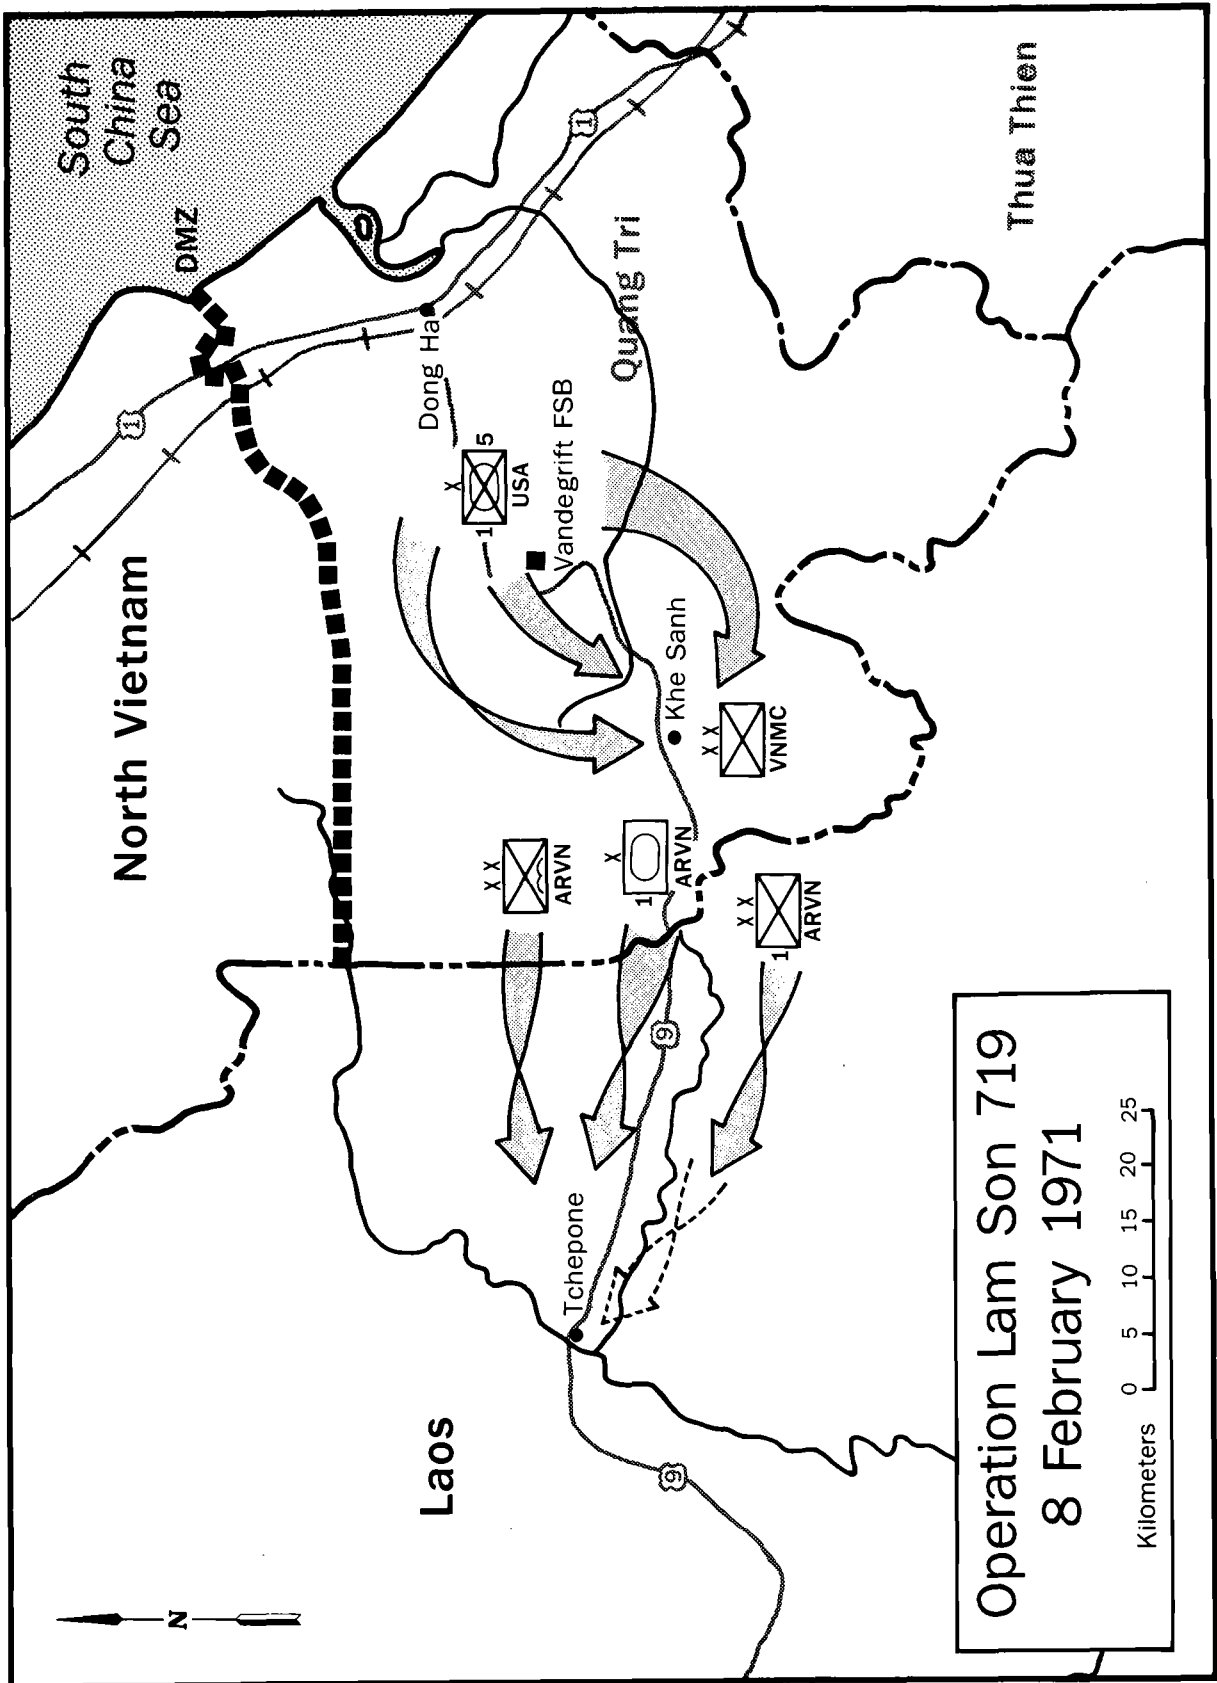 South
China
Sea
DMZ
North Vietnam
1
1
Dong Ha
X
1 5
USA
Vandegrift FSB
Quang Tri
Thua Thien
Khe Sanh
X X
VNMC
X X
ARVN
X
1
ARVN
X X
1
ARVN
9
Tchepone
Laos
9
N
Operation Lam Son 719
8 February 1971
0 5 10 15 20 25
Kilometers